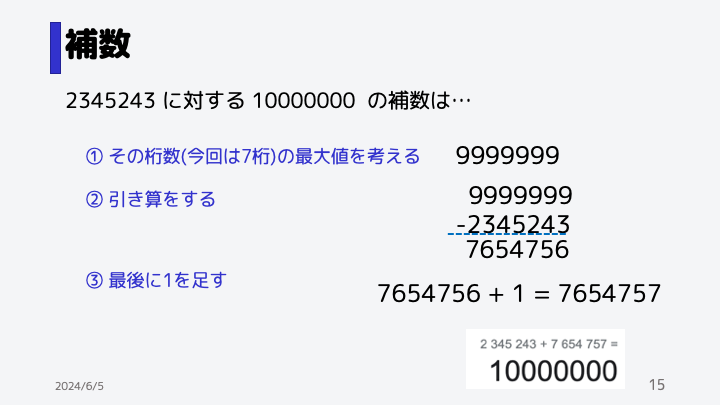 補数
2345243 に対する 10000000 の補数は…
① その桁数(今回は7桁)の最大値を考える
9999999
② 引き算をする
9999999
-2345243
7654756
③ 最後に1を足す
7654756 + 1 = 7654757
2 345 243 + 7 654 757 =
10000000
2024/6/5
15